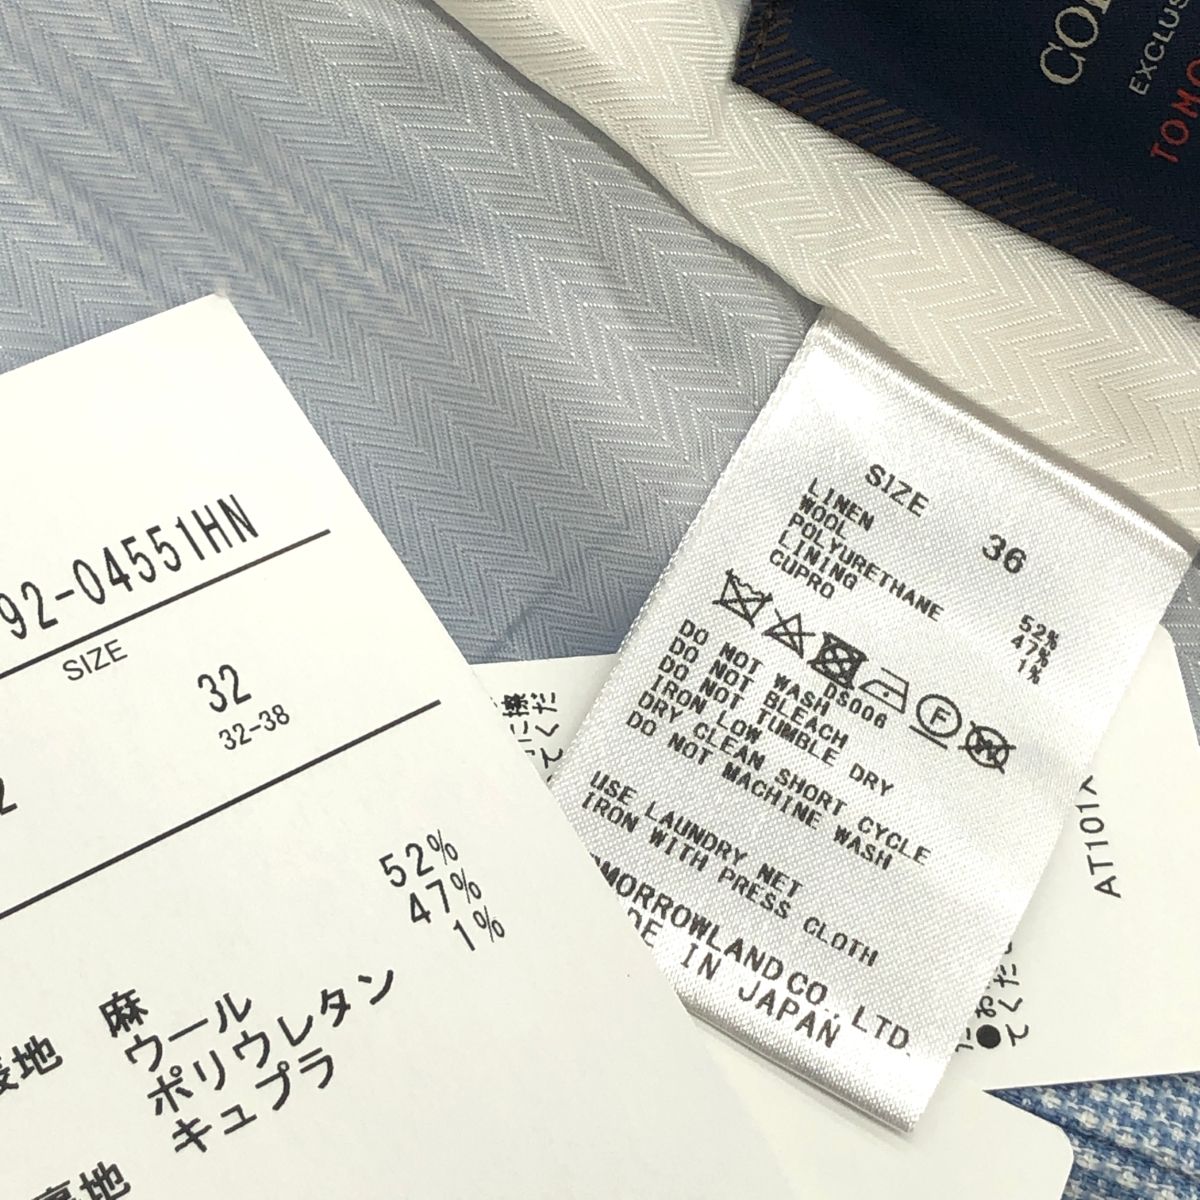 EXCLUS
92-04551HN
SIZE
32
32-38
52%
47%
1%
麻
ウール
ポリウレタン
キュプラ
SIZE 36
LINEN 52%
WOOL 47%
POLYURETHANE 1%
LINING
CUPRO
F
W
DS006
DO NOT WASH
DO NOT BLEACH
DO NOT TUMBLE DRY
IRON LOW
DRY CLEAN SHORT CYCLE
DO NOT MACHINE WASH
USE LAUNDRY NET
IRON WITH PRESS CLOTH
MORROWLAND CO., LTD.
DE IN JAPAN
AT101